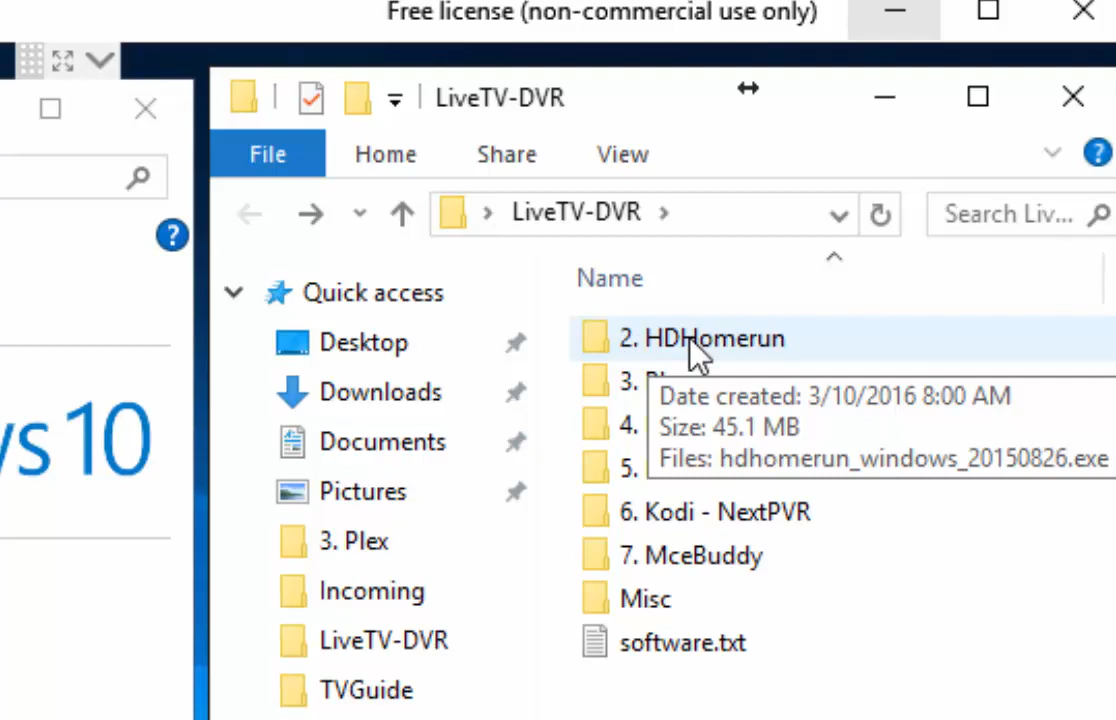 Free license (non-commercial use only)
LiveTV-DVR
File Home Share View
LiveTV-DVR
Search Liv...
Quick access
Desktop
Downloads
Documents
Pictures
3. Plex
Incoming
LiveTV-DVR
TVGuide
Name
2. HDHomerun
3.
4.
5.
6. Kodi - NextPVR
7. MceBuddy
Misc
software.txt
Date created: 3/10/2016 8:00 AM
Size: 45.1 MB
Files: hdhomerun_windows_20150826.exe
ws 10